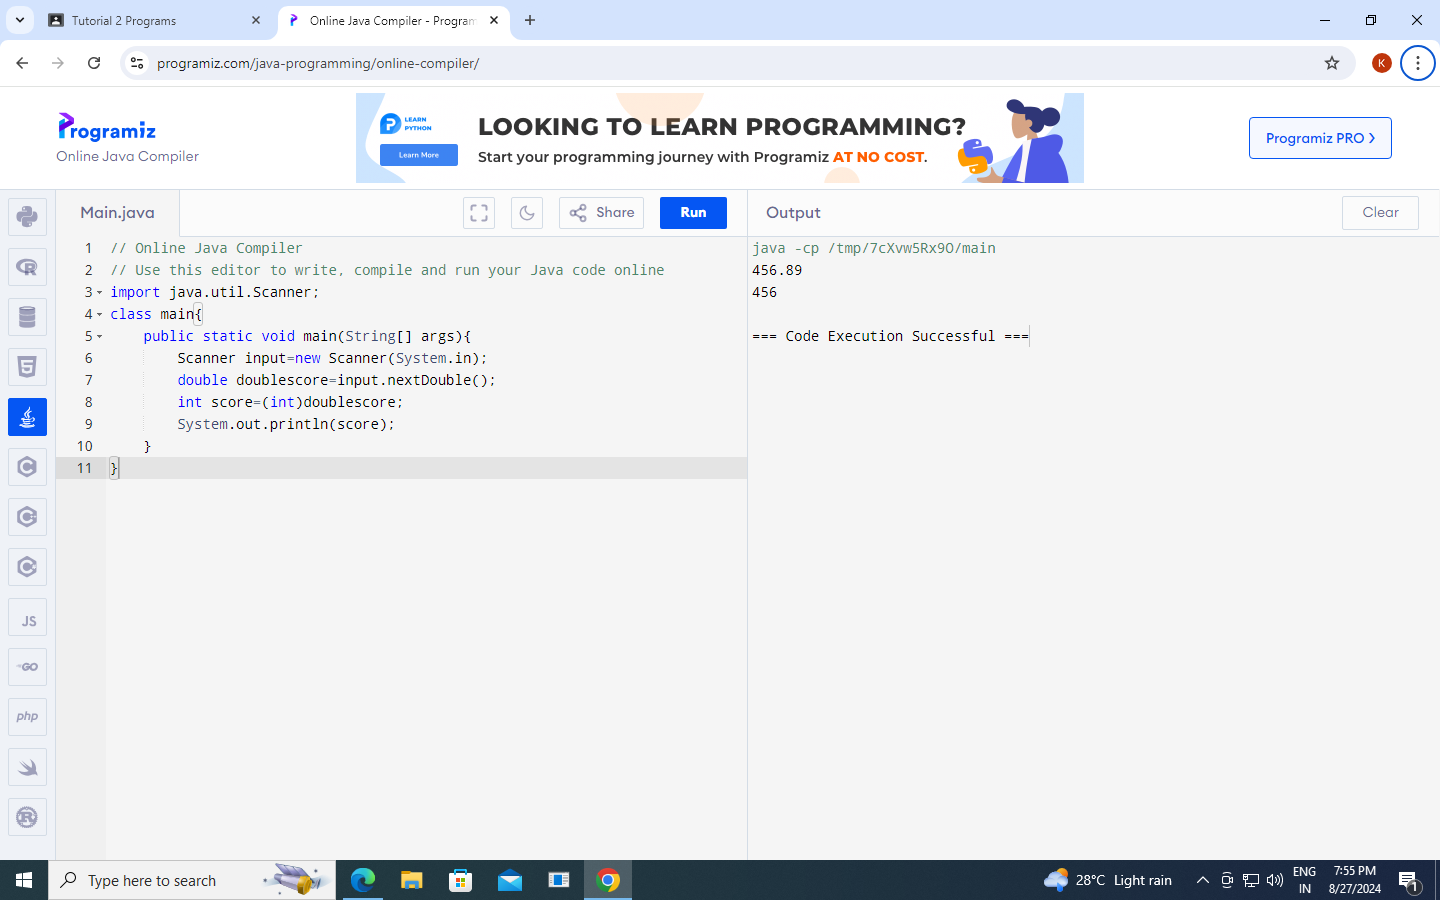 Tutorial 2 Programs
Online Java Compiler - Program
programiz.com/java-programming/online-compiler/
K
Programiz
Online Java Compiler
LEARN
PYTHON
Learn More
LOOKING TO LEARN PROGRAMMING?
Start your programming journey with Programiz AT NO COST.
Programiz PRO
Main.java
Share
Run
Output
Clear
1 // Online Java Compiler
2 // Use this editor to write, compile and run your Java code online
3 import java.util.Scanner;
4 class main{
5 public static void main(String[] args){
6 Scanner input=new Scanner(System.in);
7 double doublescore=input.nextDouble();
8 int score=(int)doublescore;
9 System.out.println(score);
10 }
11 }
java -cp /tmp/7cXvw5Rx9O/main
456.89
456
=== Code Execution Successful ===
R
5
C
C
C
JS
GO
php
R
Type here to search
28°C Light rain
ENG
IN
7:55 PM
8/27/2024
1